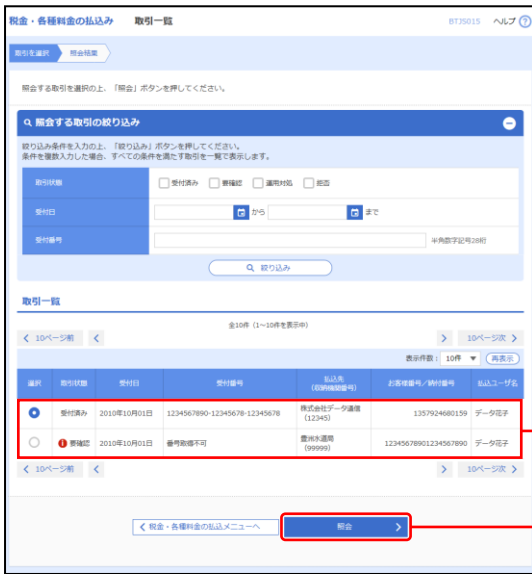 税金・各種料金の払込み 取引一覧 BTJS015 ヘルプ ?
取引を選択 照会結果
照会する取引を選択の上、「照会」ボタンを押してください。
照会する取引の絞り込み
絞り込み条件を入力の上、「絞り込み」ボタンを押してください。
条件を複数入力した場合、すべての条件を満たす取引を一覧で表示します。
取引状態 受付済み 要確認 運用対処 拒否
受付日 から まで
受付番号 半角数字記号28桁
絞り込み
取引一覧
全10件（1～10件を表示中）
10ページ前 10ページ次
表示件数： 10件 再表示
選択 取引状態 受付日 受付番号 払込先 お客様番号／納付番号 払込ユーザ名
（収納機関番号）
受付済み 2010年10月01日 1234567890-12345678-12345678 株式会社データ通信 1357924680159 データ花子
（12345）
要確認 2010年10月01日 番号取得不可 豊洲水道局 12345678901234567890 データ花子
（99999）
10ページ前 10ページ次
税金・各種料金の払込メニューへ 照会